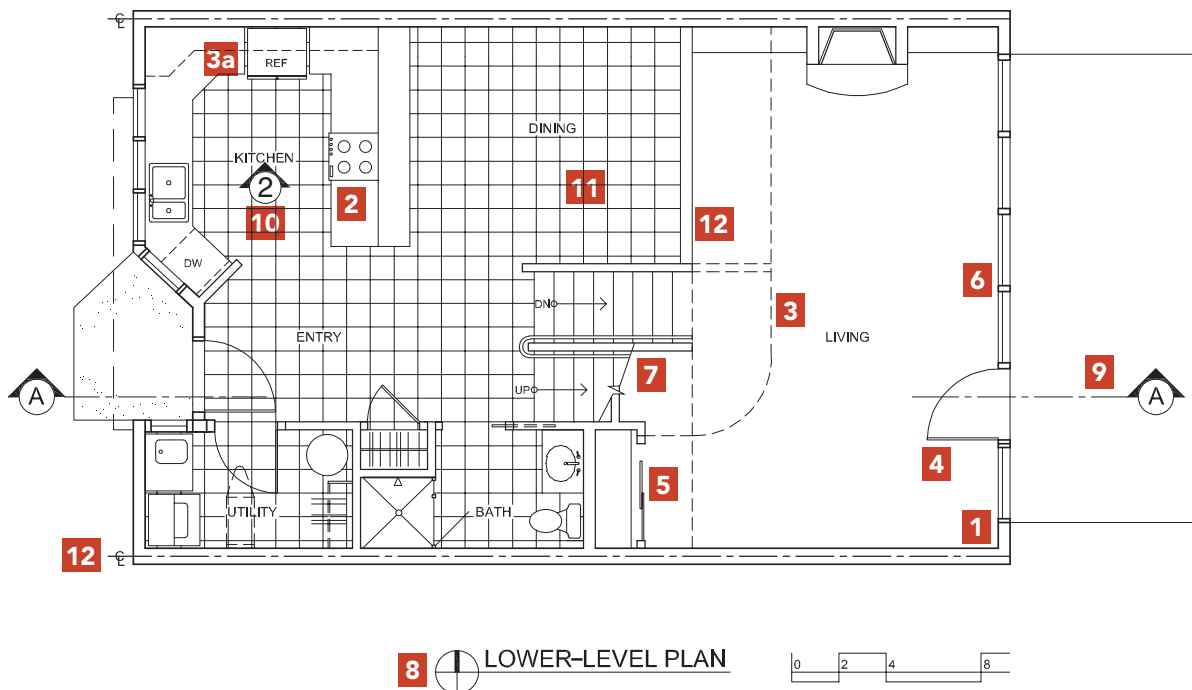 ℄
3a
REF
DINING
KITCHEN
2
2
10
11
12
6
DW
DN
3
ENTRY
LIVING
7
9
UP
A
A
4
5
UTILITY
BATH
1
12
℄
8
LOWER–LEVEL PLAN
0 2 4 8